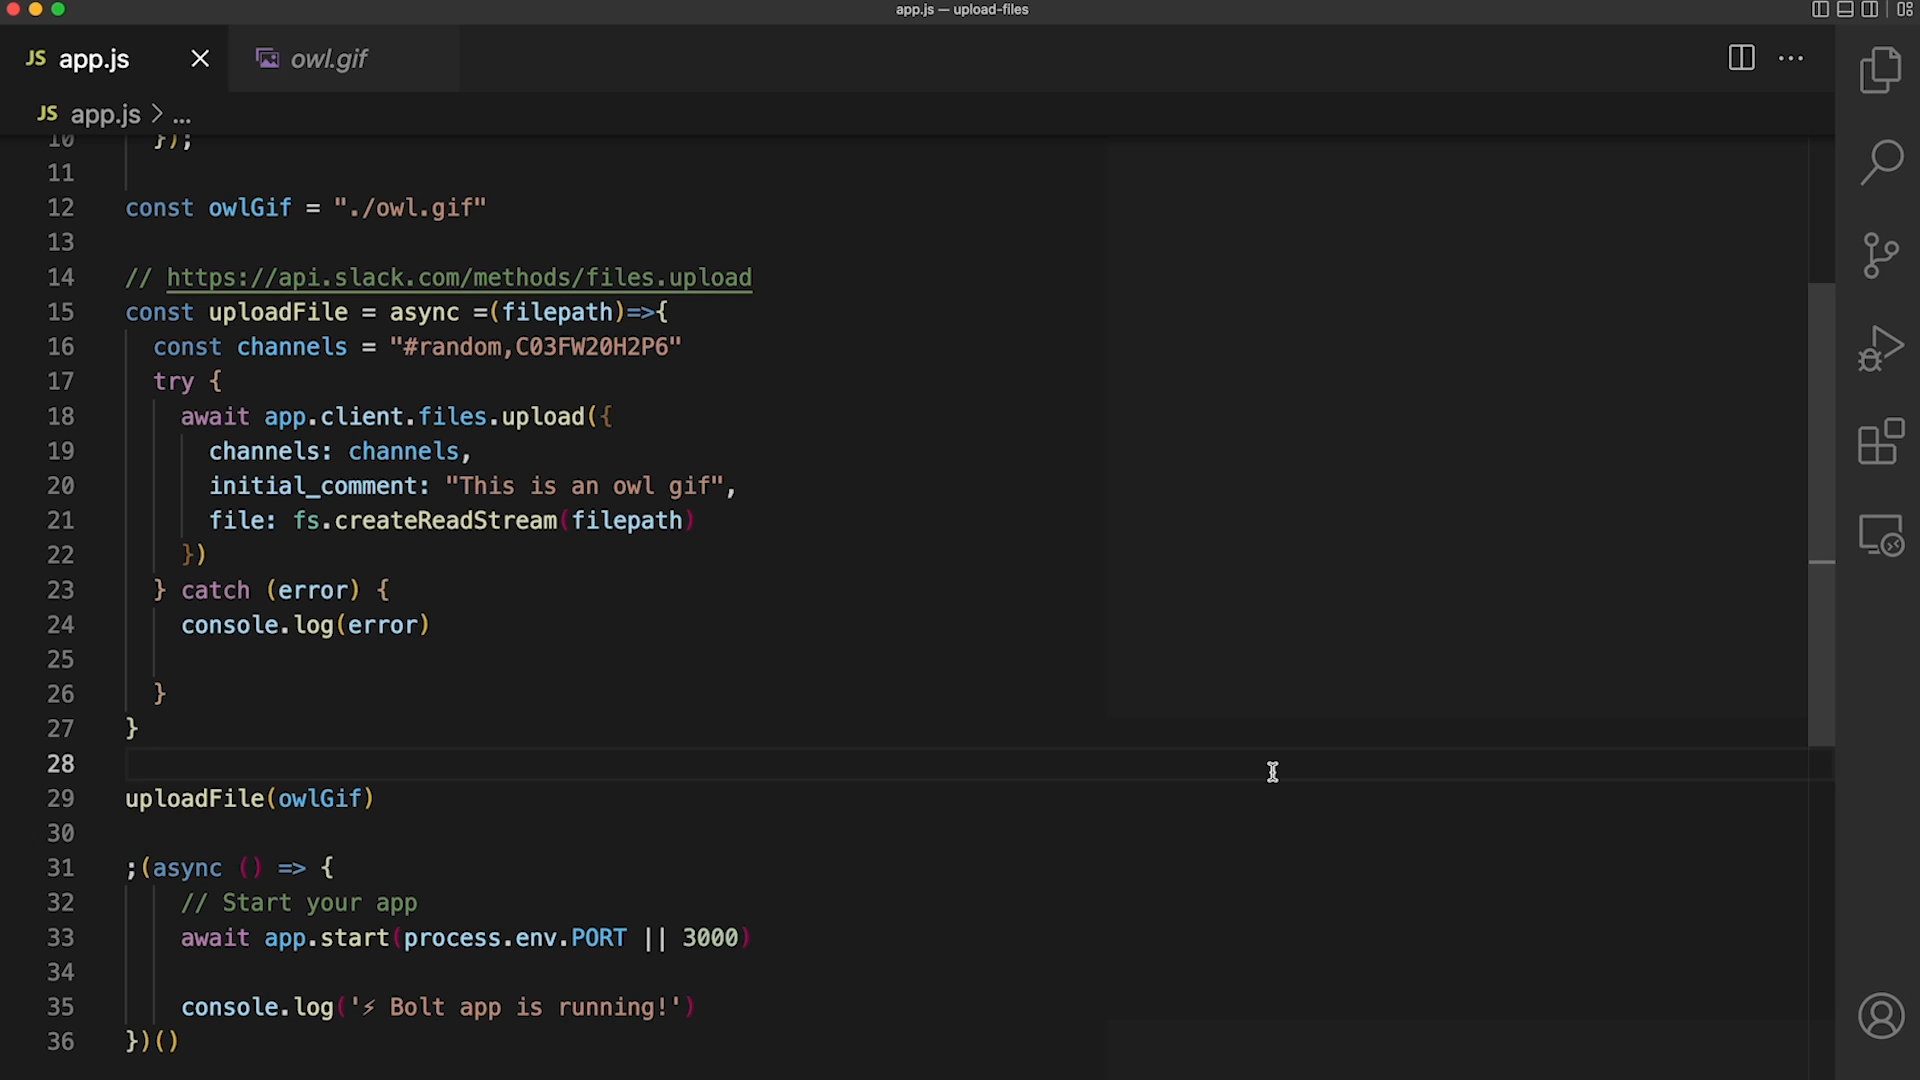 app.js — upload-files
JS app.js
owl.gif
JS app.js > ...
10 });
11
12 const owlGif = "./owl.gif"
13
14 // https://api.slack.com/methods/files.upload
15 const uploadFile = async =(filepath)=>{
16 const channels = "#random,C03FW20H2P6"
17 try {
18 await app.client.files.upload({
19 channels: channels,
20 initial_comment: "This is an owl gif",
21 file: fs.createReadStream(filepath)
22 })
23 } catch (error) {
24 console.log(error)
25
26 }
27 }
28
29 uploadFile(owlGif)
30
31 ;(async () => {
32 // Start your app
33 await app.start(process.env.PORT || 3000)
34
35 console.log('⚡ Bolt app is running!')
36 })()